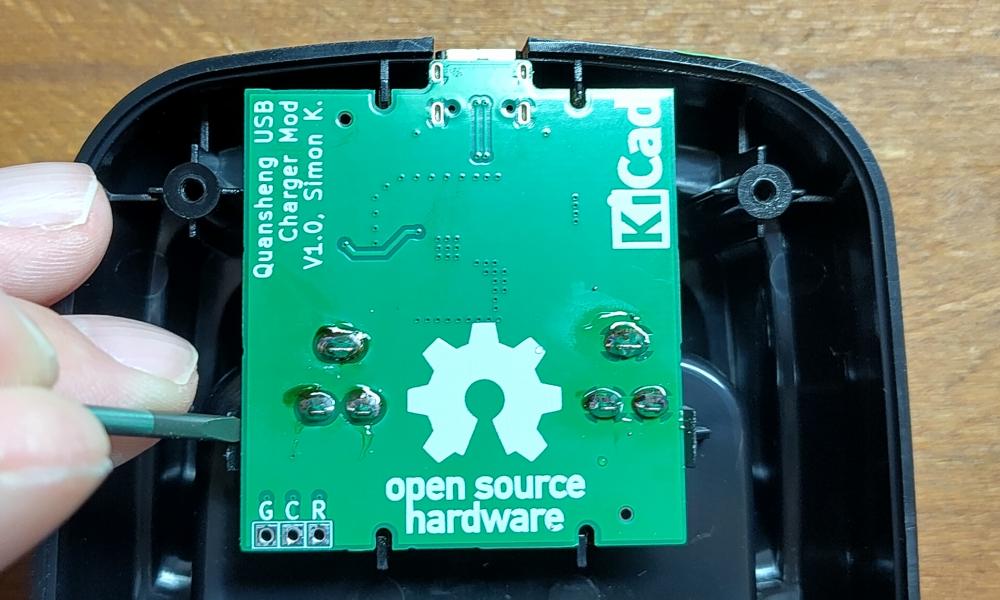 Quansheng USB
Charger Mod
V1.0, Simon K.
KiCad
G C R
open source
hardware